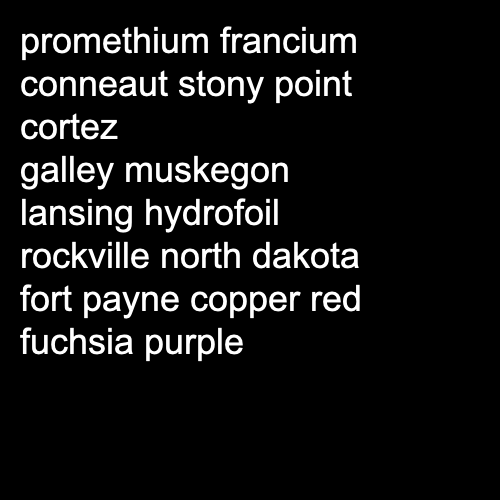 promethium francium
conneaut stony point
cortez
galley muskegon
lansing hydrofoil
rockville north dakota
fort payne copper red
fuchsia purple